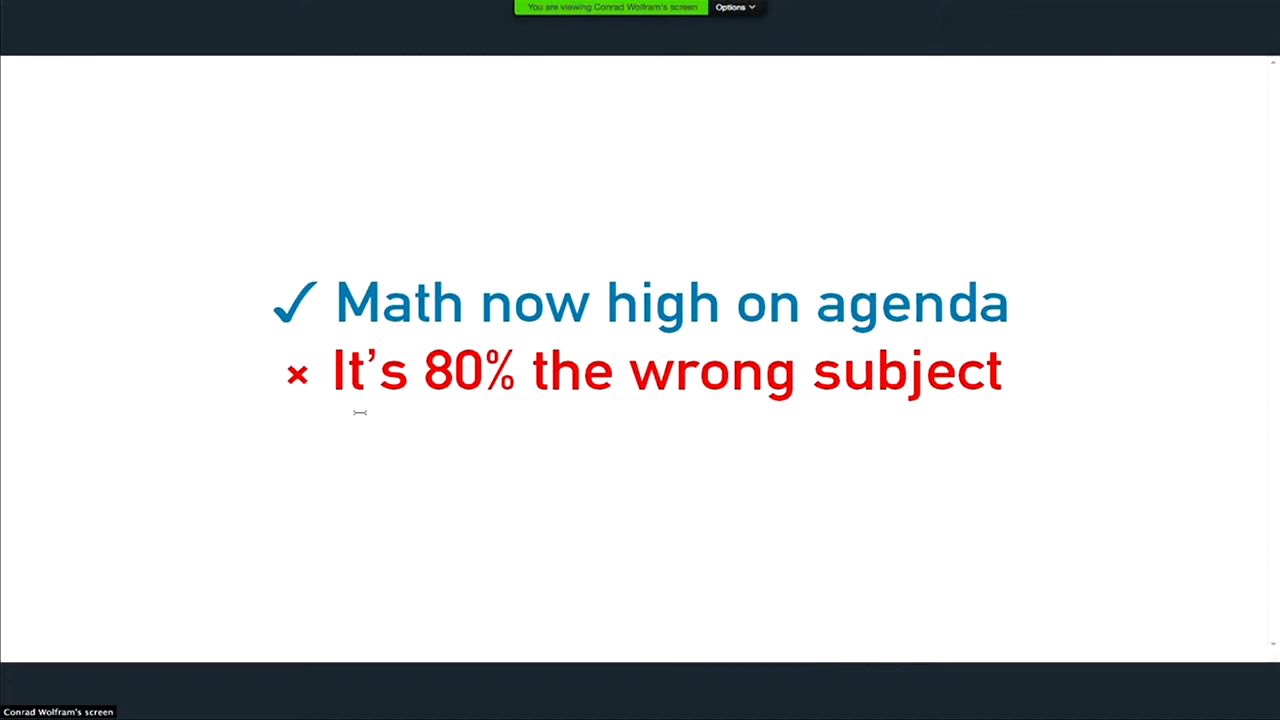 You are viewing Conrad Wolfram's screen Options
✓ Math now high on agenda
× It's 80% the wrong subject
Conrad Wolfram's screen